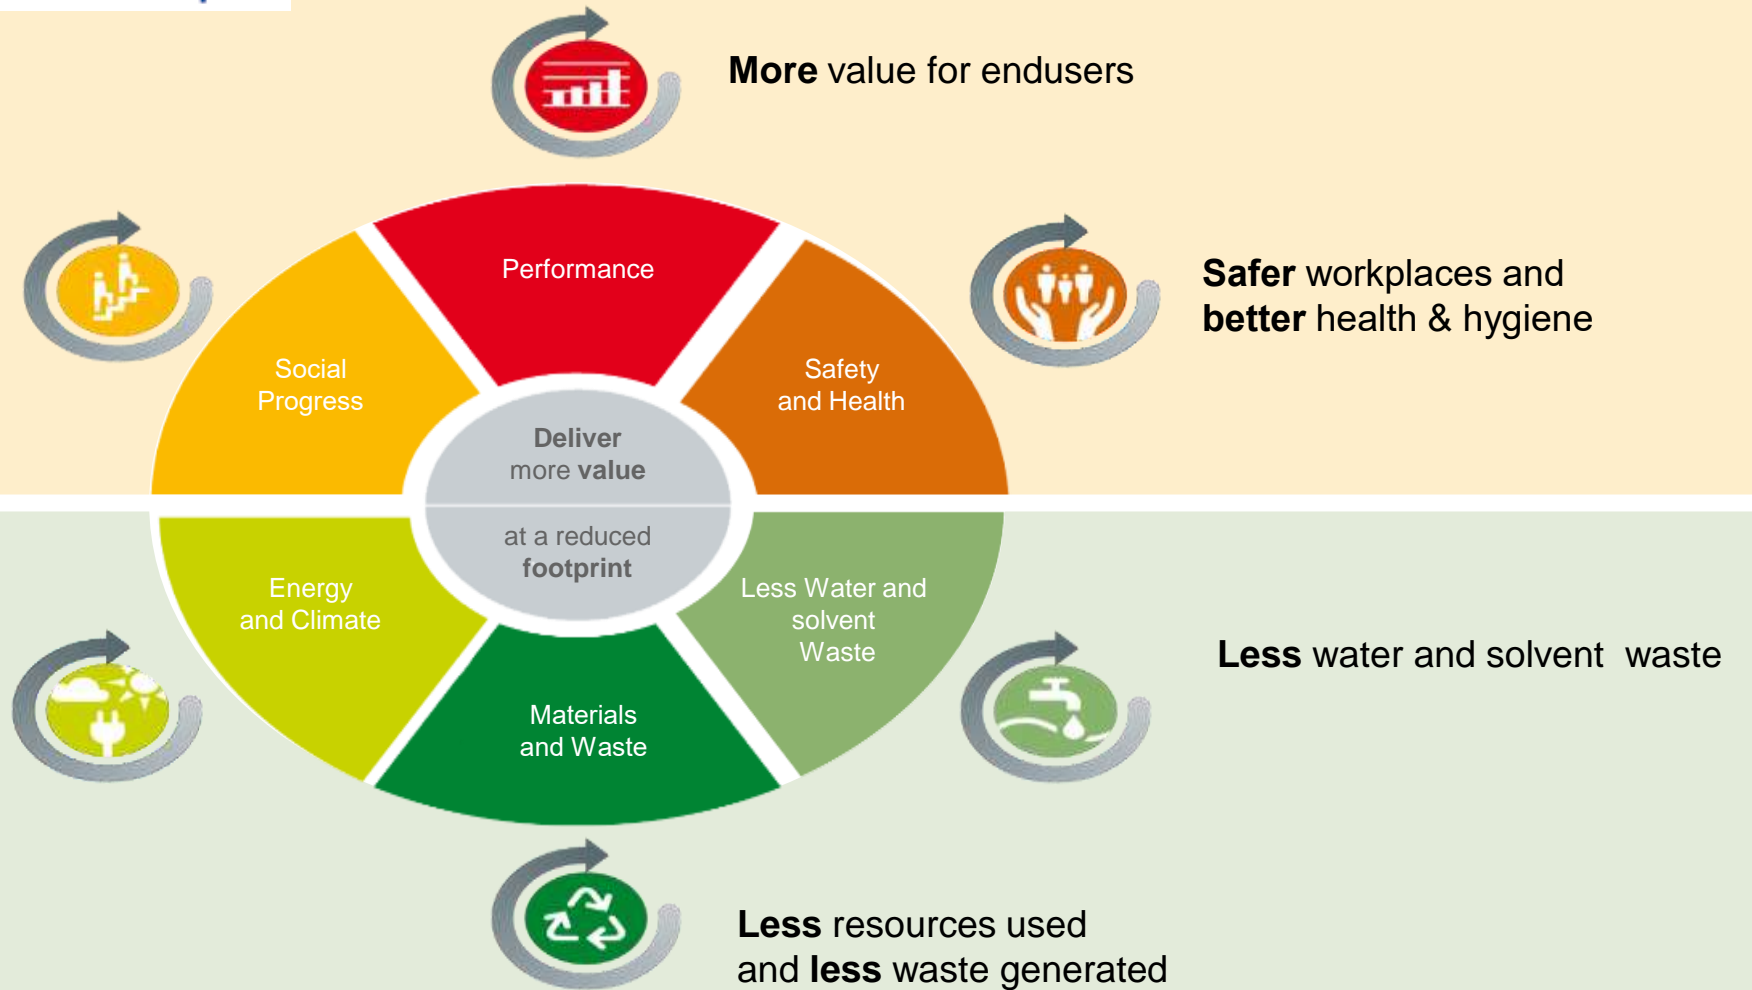 More value for endusers
Performance
Safer workplaces and
better health & hygiene
Social
Progress
Safety
and Health
Deliver
more value
at a reduced
footprint
Energy
and Climate
Less Water and
solvent
Waste
Less water and solvent  waste
Materials
and Waste
Less resources used
and less waste generated